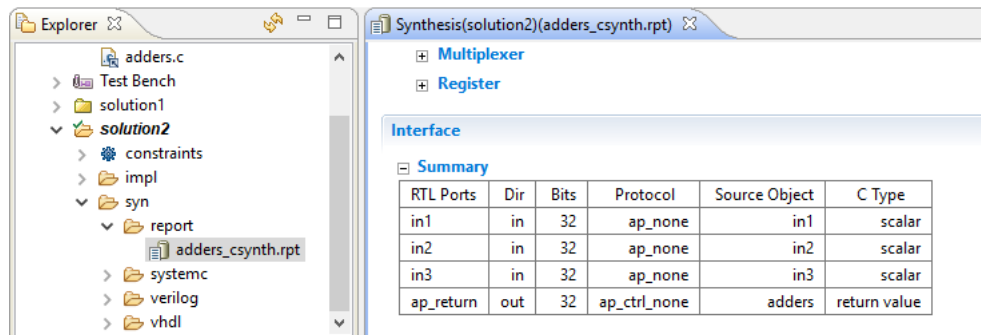 Explorer
adders.c
Test Bench
solution1
solution2
constraints
impl
syn
report
adders_csynth.rpt
systemc
verilog
vhdl
Synthesis(solution2)(adders_csynth.rpt)
Multiplexer
Register
Interface
Summary
RTL Ports Dir Bits Protocol Source Object C Type
in1 in 32 ap_none in1 scalar
in2 in 32 ap_none in2 scalar
in3 in 32 ap_none in3 scalar
ap_return out 32 ap_ctrl_none adders return value